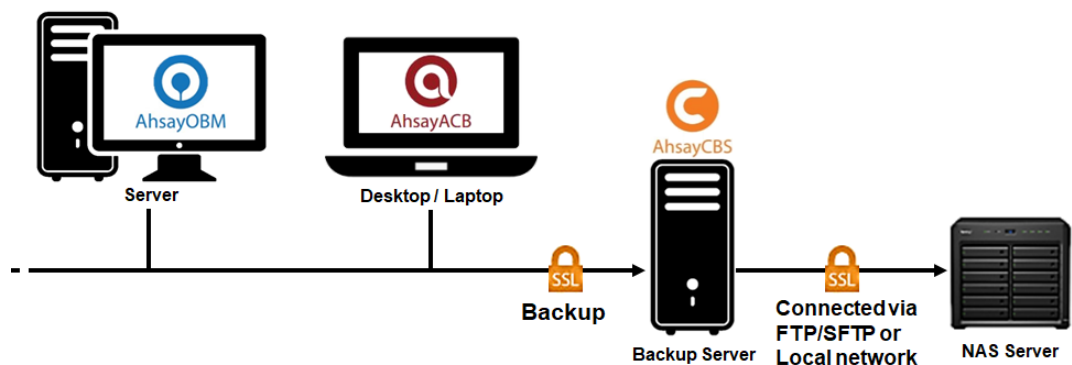 AhsayOBM
Server
AhsayACB
Desktop / Laptop
SSL
Backup
AhsayCBS
Backup Server
SSL
Connected via
FTP/SFTP or
Local network
NAS Server